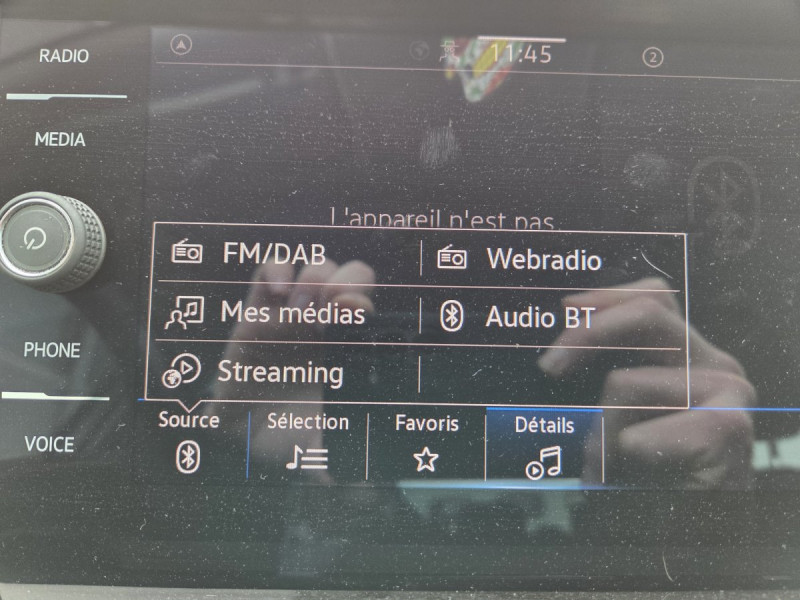 RADIO
11:45
2
MEDIA
L'appareil n'est pas
FM/DAB
Webradio
Mes médias
Audio BT
PHONE
Streaming
Source
Sélection
Favoris
Détails
VOICE